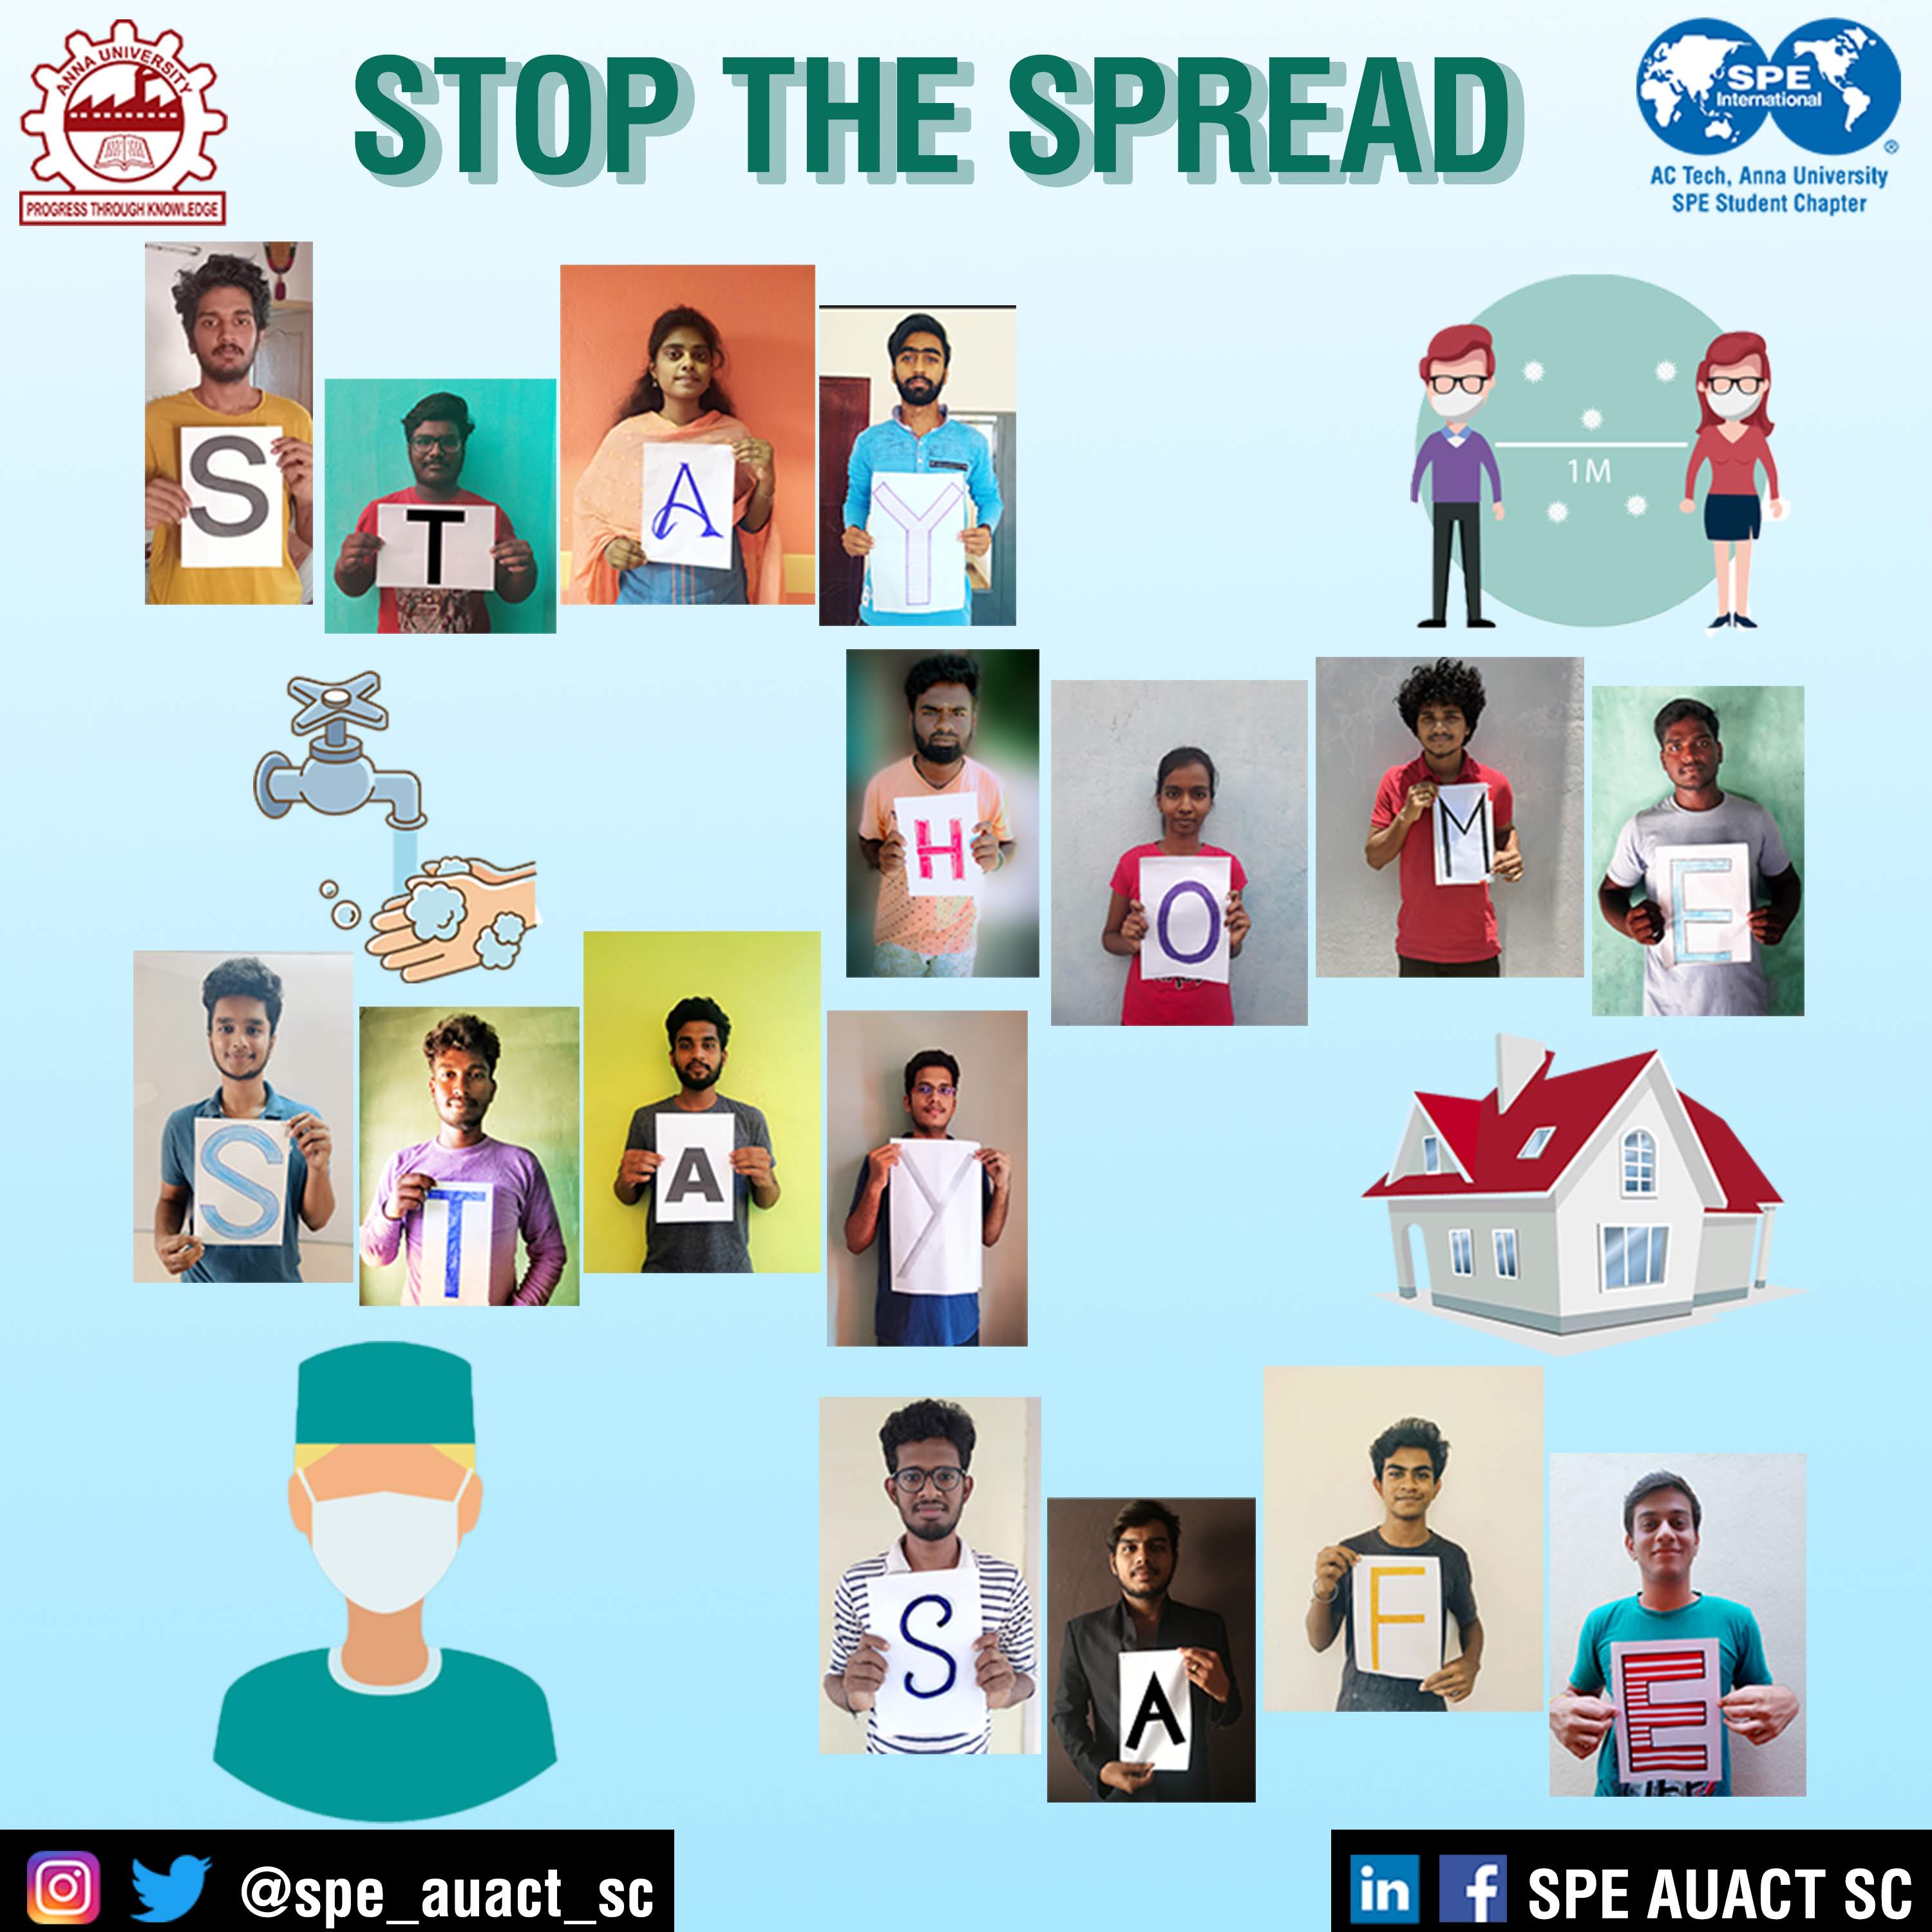 ANNA UNIVERSITY
PROGRESS THROUGH KNOWLEDGE
STOP THE SPREAD
SPE
International
®
AC Tech, Anna University
SPE Student Chapter
S T A Y
1M
H O M E
S T A Y
S A F E
@spe_auact_sc
in f SPE AUACT SC